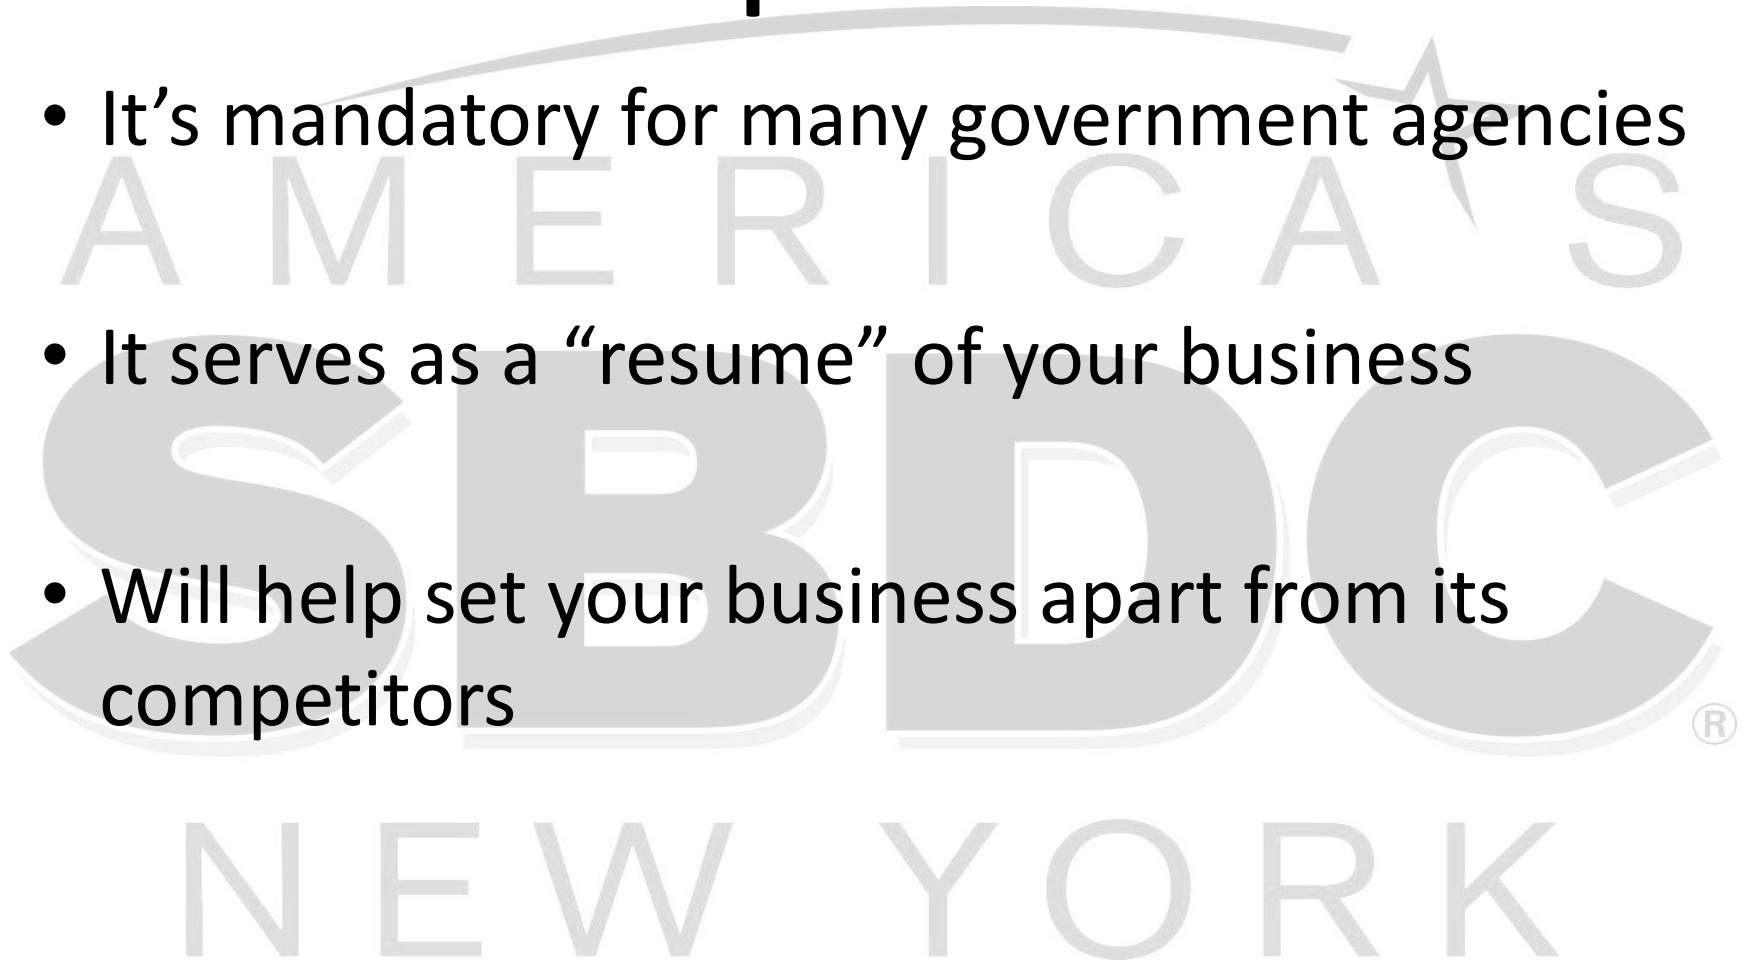 • It’s mandatory for many government agencies
AMERICA'S
• It serves as a “resume” of your business
SBDC
• Will help set your business apart from its
competitors
®
NEW YORK